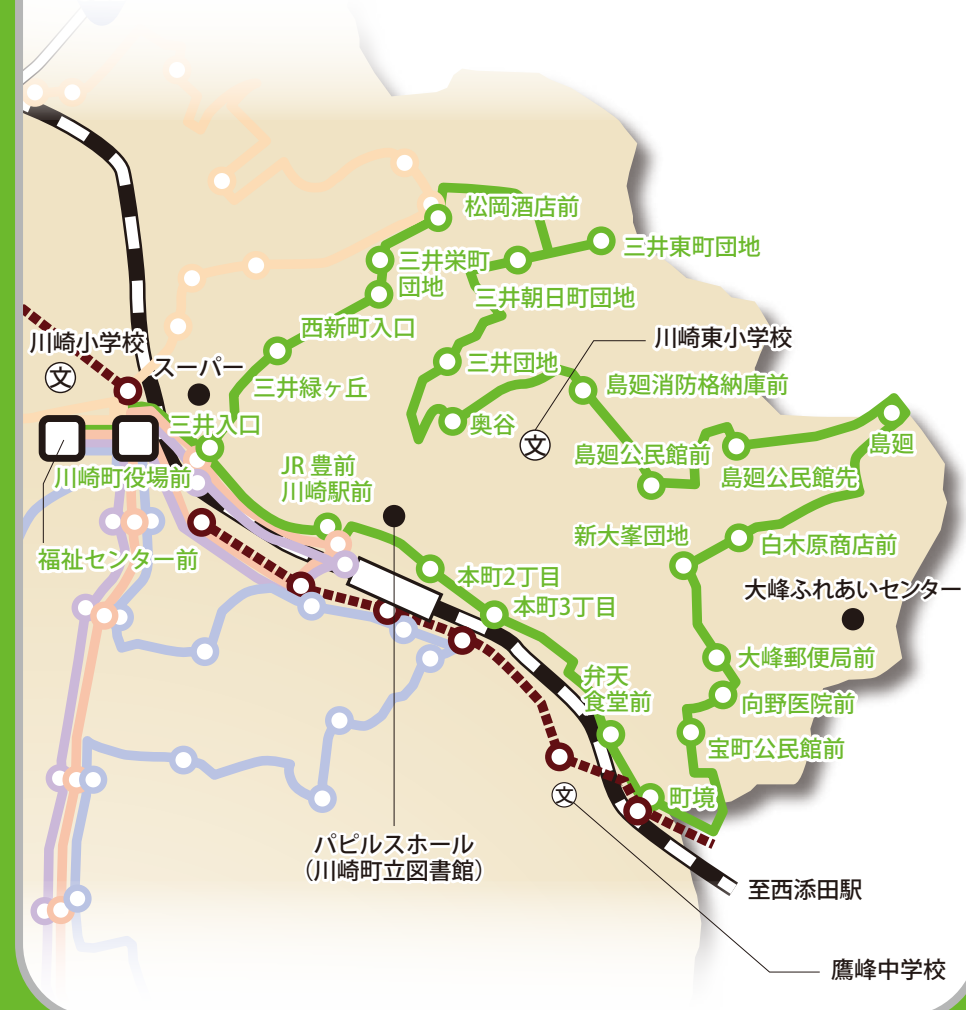 松岡酒店前
三井東町団地
三井栄町
団地
三井朝日町団地
西新町入口
川崎小学校
川崎東小学校
文
スーパー
三井団地
三井緑ヶ丘
島廻消防格納庫前
三井入口
奥谷
文
島廻
JR 豊前
川崎駅前
島廻公民館前
川崎町役場前
島廻公民館先
新大峯団地
白木原商店前
福祉センター前
本町2丁目
大峰ふれあいセンター
本町3丁目
大峰郵便局前
弁天
食堂前
向野医院前
宝町公民館前
文
町境
パピルスホール
(川崎町立図書館)
至西添田駅
鷹峰中学校